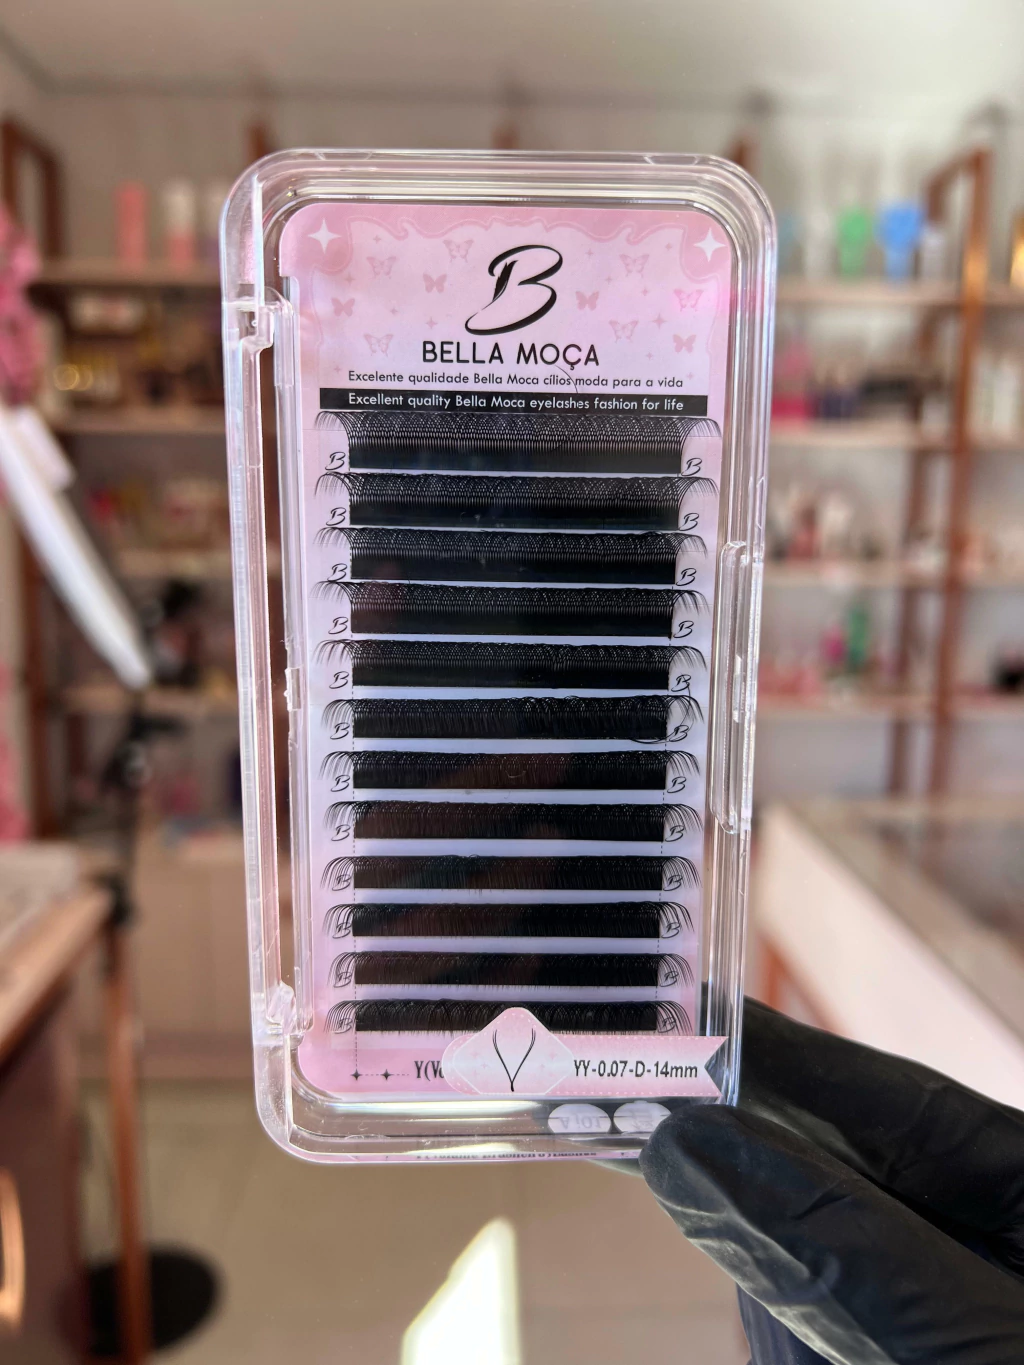 B
BELLA MOÇA
Excelente qualidade Bella Moca cílios moda para a vida
Excellent quality Bella Moca eyelashes fashion for life
B B
B B
B B
B B
B B
B B
B B
B B
B B
B B
B B
B B
YY-0.07-D-14mm